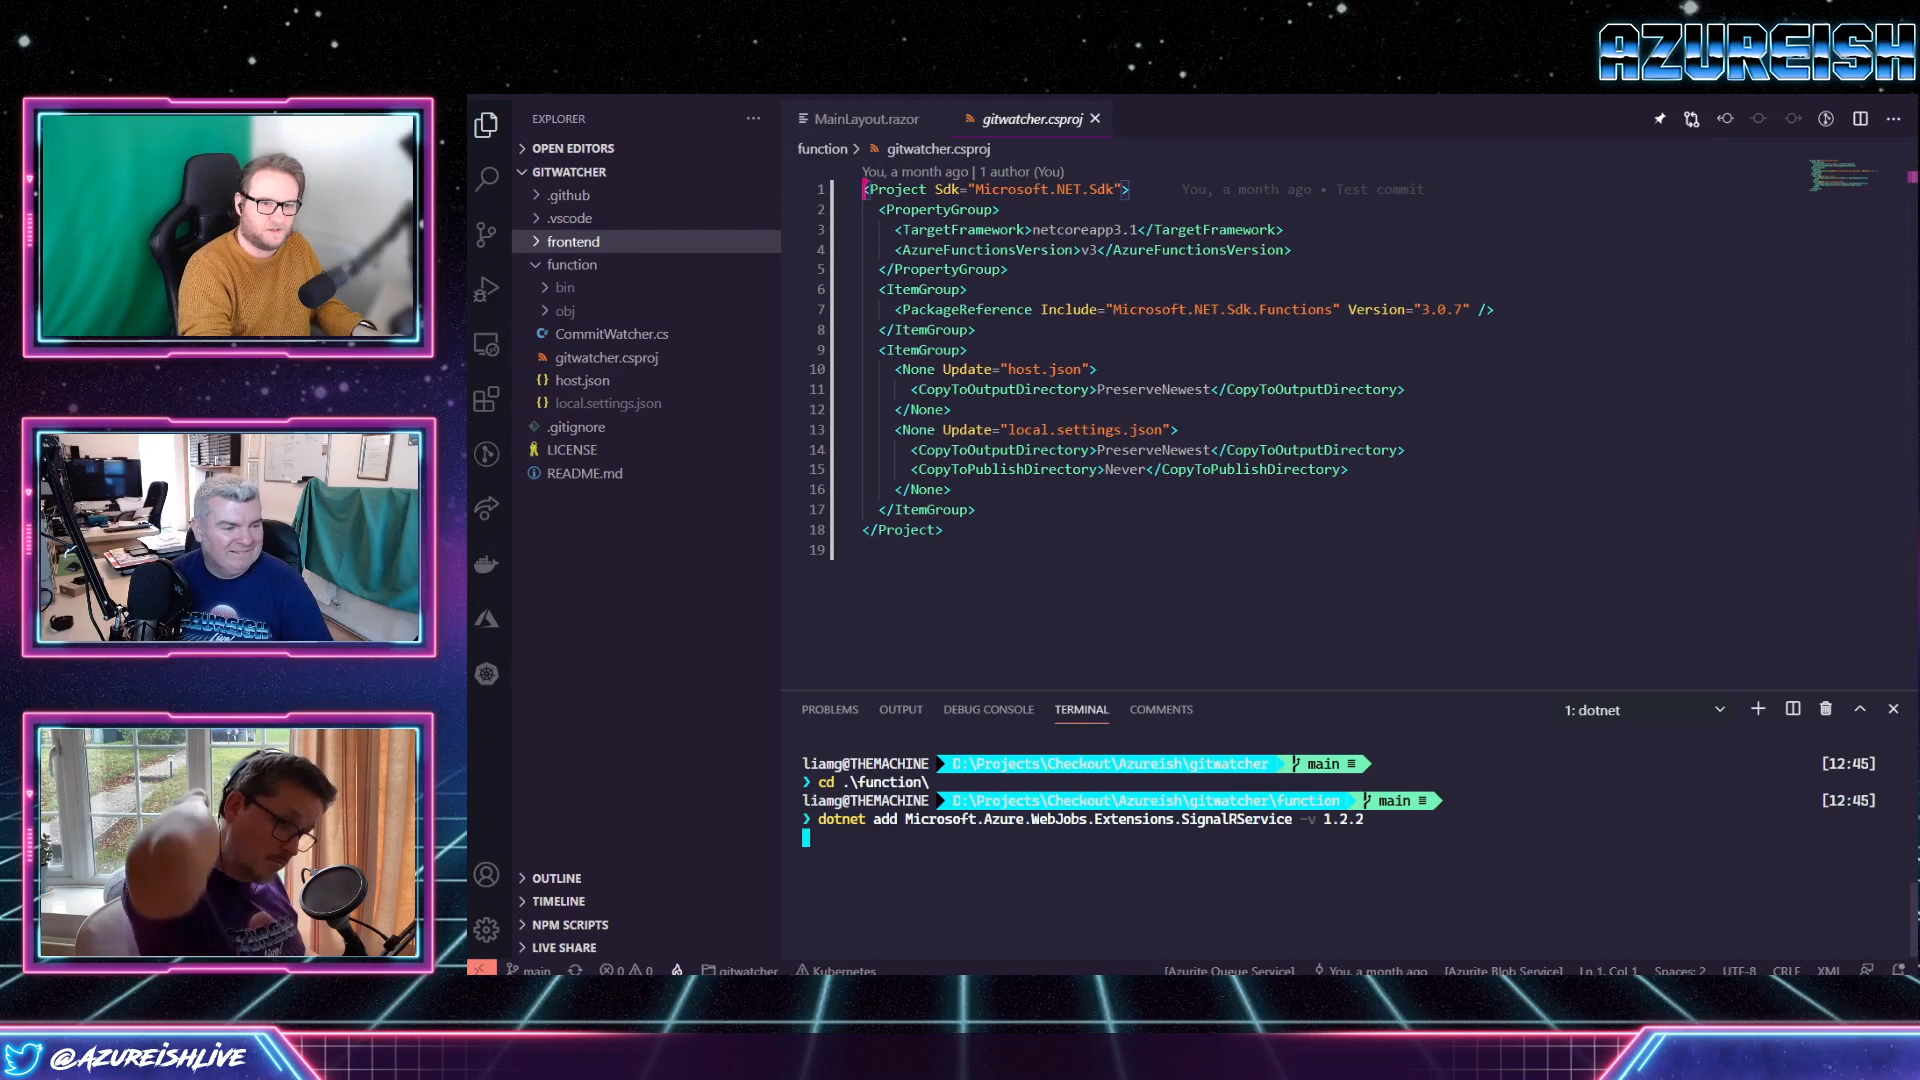 AZUREISH
EXPLORER
OPEN EDITORS
GITWATCHER
.github
.vscode
frontend
function
bin
obj
CommitWatcher.cs
gitwatcher.csproj
host.json
local.settings.json
.gitignore
LICENSE
README.md
OUTLINE
TIMELINE
NPM SCRIPTS
LIVE SHARE
MainLayout.razor
gitwatcher.csproj
function > gitwatcher.csproj
You, a month ago | 1 author (You)
1 <Project Sdk="Microsoft.NET.Sdk"> You, a month ago • Test commit
2 <PropertyGroup>
3 <TargetFramework>netcoreapp3.1</TargetFramework>
4 <AzureFunctionsVersion>v3</AzureFunctionsVersion>
5 </PropertyGroup>
6 <ItemGroup>
7 <PackageReference Include="Microsoft.NET.Sdk.Functions" Version="3.0.7" />
8 </ItemGroup>
9 <ItemGroup>
10 <None Update="host.json">
11 <CopyToOutputDirectory>PreserveNewest</CopyToOutputDirectory>
12 </None>
13 <None Update="local.settings.json">
14 <CopyToOutputDirectory>PreserveNewest</CopyToOutputDirectory>
15 <CopyToPublishDirectory>Never</CopyToPublishDirectory>
16 </None>
17 </ItemGroup>
18 </Project>
19
PROBLEMS OUTPUT DEBUG CONSOLE TERMINAL COMMENTS 1: dotnet
liamg@THEMACHINE D:\Projects\Checkout\Azureish\gitwatcher main ≡ [12:45]
❯ cd .\function\
liamg@THEMACHINE D:\Projects\Checkout\Azureish\gitwatcher\function main ≡ [12:45]
❯ dotnet add Microsoft.Azure.WebJobs.Extensions.SignalRService -v 1.2.2
main 0 0 gitwatcher Kubernetes [Azurite Queue Service] You, a month ago [Azurite Blob Service] Ln 1, Col 1 Spaces: 2 UTF-8 CRLF XML
AZUREISH
@AZUREISHLIVE